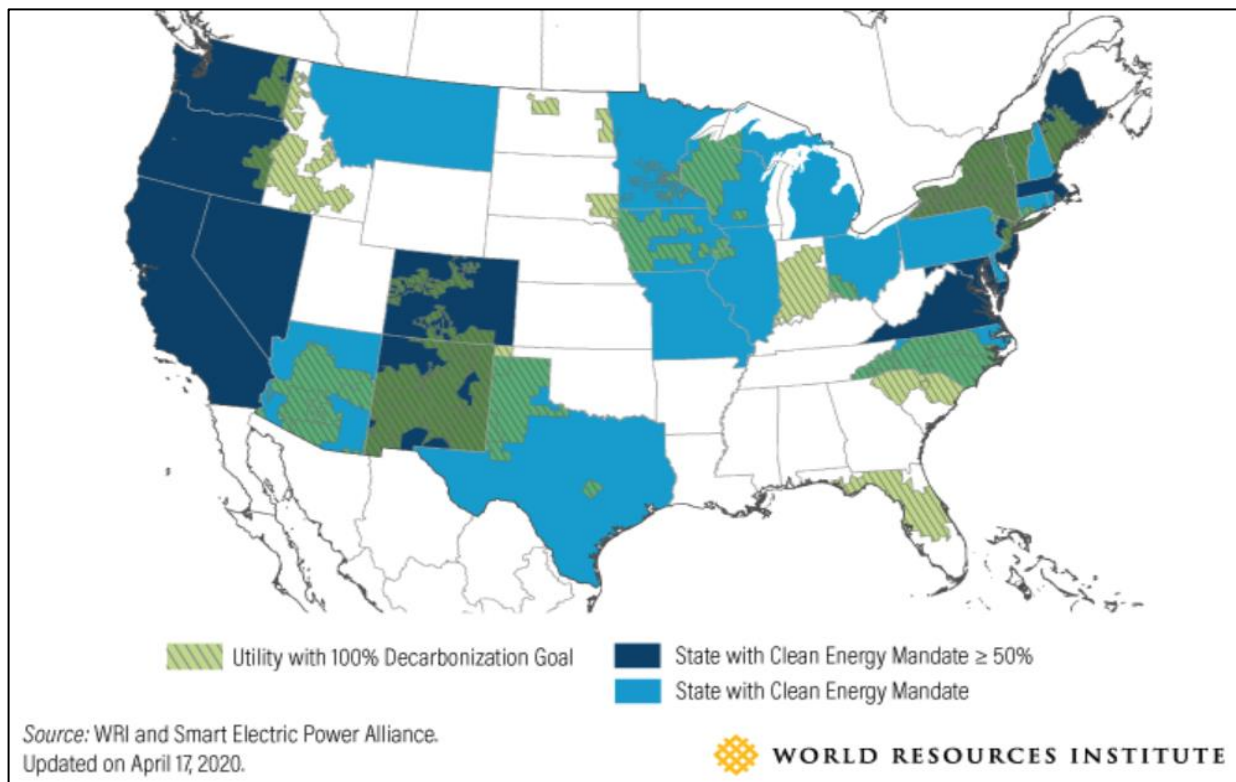 Utility with 100% Decarbonization Goal
State with Clean Energy Mandate ≥ 50%
State with Clean Energy Mandate
Source: WRI and Smart Electric Power Alliance.
Updated on April 17, 2020.
WORLD RESOURCES INSTITUTE